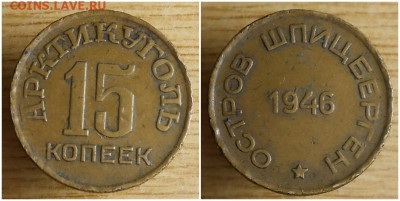 COINS.LAVE.RU
АРКТИКУГОЛЬ
15
КОПЕЕК
ОСТРОВ ШПИЦБЕРГЕН
1946